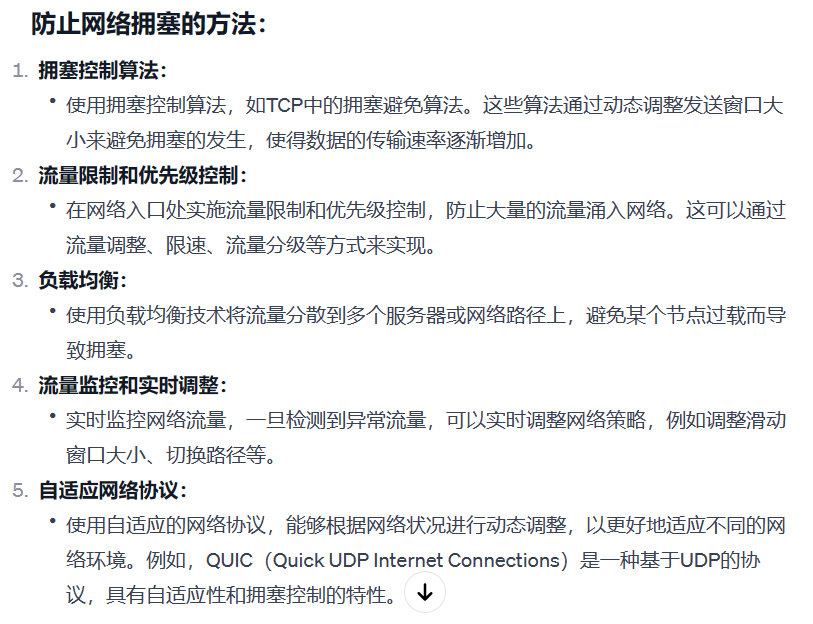 防止网络拥塞的方法：
1. 拥塞控制算法：
• 使用拥塞控制算法，如TCP中的拥塞避免算法。这些算法通过动态调整发送窗口大
小来避免拥塞的发生，使得数据的传输速率逐渐增加。
2. 流量限制和优先级控制：
• 在网络入口处实施流量限制和优先级控制，防止大量的流量涌入网络。这可以通过
流量调整、限速、流量分级等方式来实现。
3. 负载均衡：
• 使用负载均衡技术将流量分散到多个服务器或网络路径上，避免某个节点过载而导
致拥塞。
4. 流量监控和实时调整：
• 实时监控网络流量，一旦检测到异常流量，可以实时调整网络策略，例如调整滑动
窗口大小、切换路径等。
5. 自适应网络协议：
• 使用自适应的网络协议，能够根据网络状况进行动态调整，以更好地适应不同的网
络环境。例如，QUIC（Quick UDP Internet Connections）是一种基于UDP的协
议，具有自适应性和拥塞控制的特性。